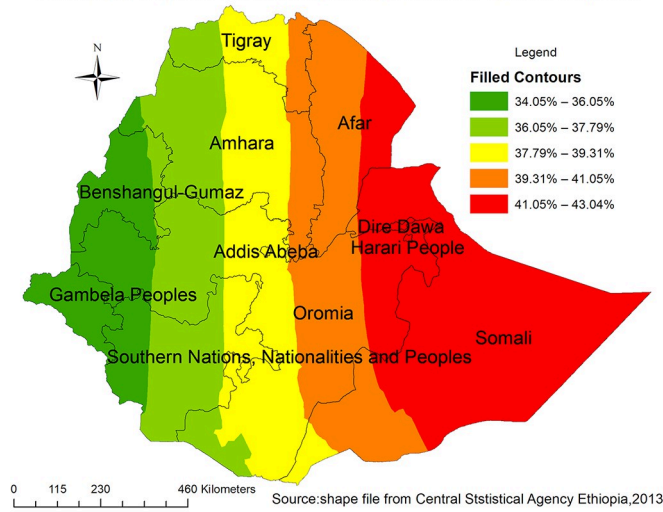 Tigray
N
Legend
Filled Contours
34.05% – 36.05%
36.05% – 37.79%
37.79% – 39.31%
39.31% – 41.05%
41.05% – 43.04%
Afar
Amhara
Benshangul-Gumaz
Dire Dawa
Harari People
Addis Abeba
Gambela Peoples
Oromia
Somali
Southern Nations, Nationalities and Peoples
0 115 230 460 Kilometers
Source:shape file from Central Ststistical Agency Ethiopia,2013